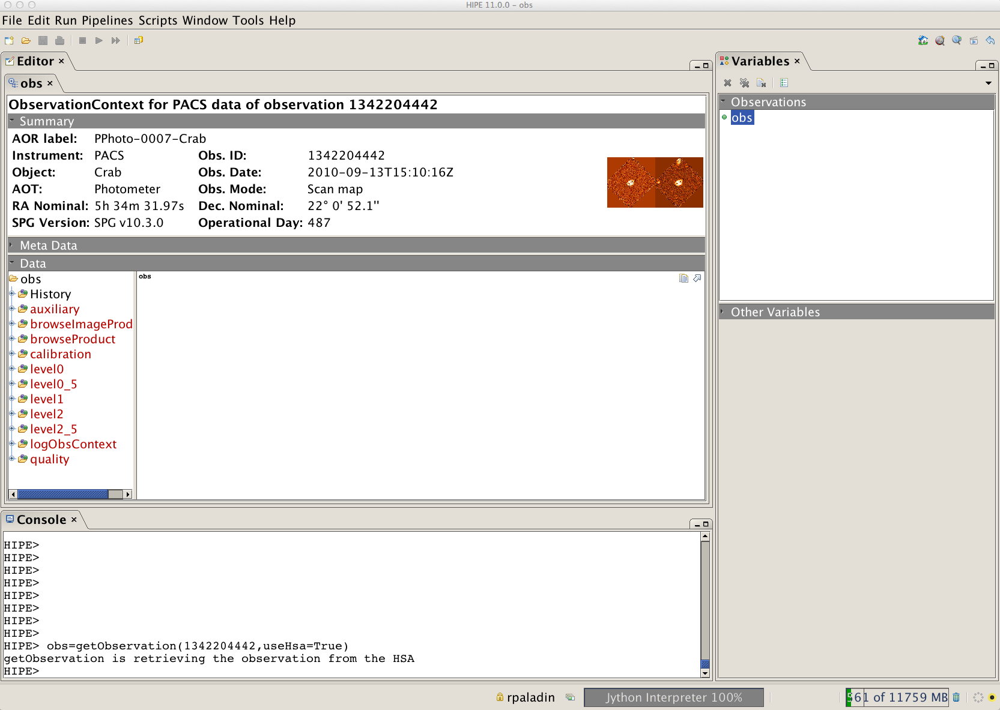 HIPE 11.0.0 - obs
File Edit Run Pipelines Scripts Window Tools Help
Editor ×
obs ×
ObservationContext for PACS data of observation 1342204442
Summary
AOR label: PPhoto-0007-Crab
Instrument: PACS Obs. ID: 1342204442
Object: Crab Obs. Date: 2010-09-13T15:10:16Z
AOT: Photometer Obs. Mode: Scan map
RA Nominal: 5h 34m 31.97s Dec. Nominal: 22° 0' 52.1"
SPG Version: SPG v10.3.0 Operational Day: 487
Meta Data
Data
obs
History
auxiliary
browseImageProd
browseProduct
calibration
level0
level0_5
level1
level2
level2_5
logObsContext
quality
obs
Console ×
HIPE>
HIPE>
HIPE>
HIPE>
HIPE>
HIPE>
HIPE>
HIPE>
HIPE> obs=getObservation(1342204442,useHsa=True)
getObservation is retrieving the observation from the HSA
HIPE>
Variables ×
Observations
obs
Other Variables
rpaladin
Jython Interpreter 100%
561 of 11759 MB